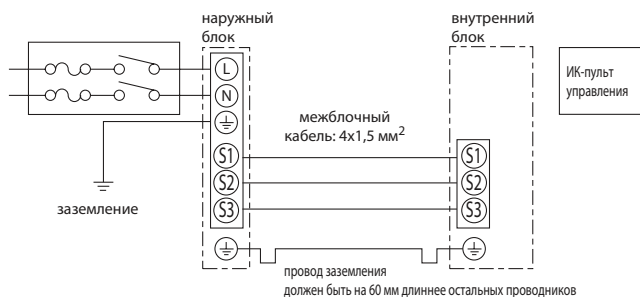 наружный
блок
внутренний
блок
L
N
ИК-пульт
управления
межблочный
кабель: 4x1,5 мм²
S1
S2
S3
S1
S2
S3
заземление
провод заземления
должен быть на 60 мм длиннее остальных проводников